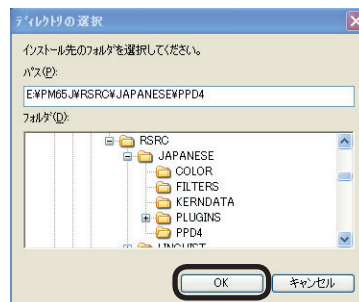 ディレクトリの選択
インストール先のフォルダを選択してください。
パス(P):
E:¥PM65J¥RSRC¥JAPANESE¥PPD4
フォルダ(D):
RSRC
JAPANESE
COLOR
FILTERS
KERNDATA
PLUGINS
PPD4
LINGUIST
OK
キャンセル